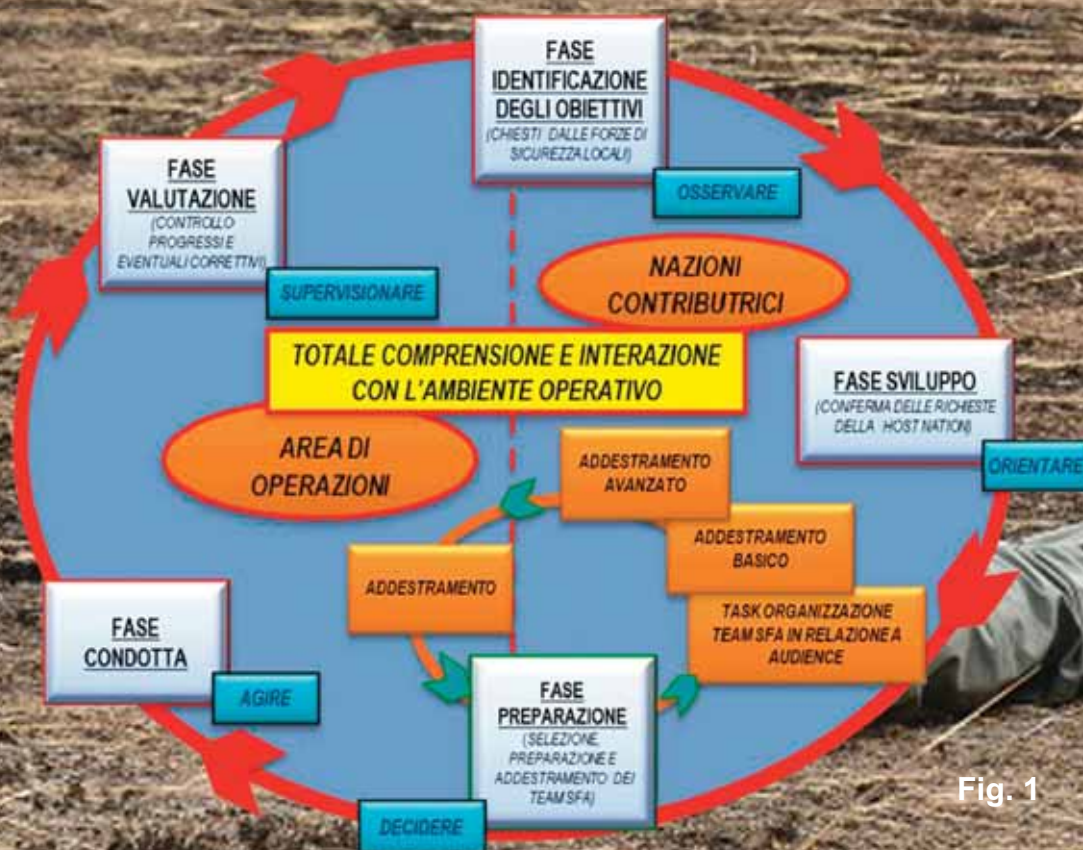 FASE
IDENTIFICAZIONE
DEGLI OBIETTIVI
(CHIESTI DALLE FORZE DI
SICUREZZA LOCALI)
OSSERVARE
NAZIONI
CONTRIBUTRICI
FASE SVILUPPO
(CONFERMA DELLE RICHIESTE
DELLA HOST NATION)
ORIENTARE
FASE
VALUTAZIONE
(CONTROLLO
PROGRESSI E
EVENTUALI CORRETTIVI)
SUPERVISIONARE
TOTALE COMPRENSIONE E INTERAZIONE
CON L'AMBIENTE OPERATIVO
AREA DI
OPERAZIONI
ADDESTRAMENTO
AVANZATO
ADDESTRAMENTO
BASICO
TASK ORGANIZZAZIONE
TEAM SFA IN RELAZIONE A
AUDIENCE
ADDESTRAMENTO
FASE
PREPARAZIONE
(SELEZIONE,
PREPARAZIONE E
ADDESTRAMENTO DEI
TEAM SFA)
DECIDERE
FASE
CONDOTTA
AGIRE
Fig. 1